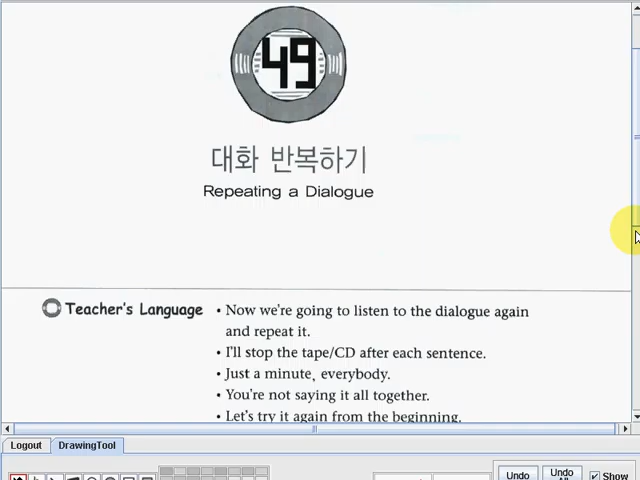 49
대화 반복하기
Repeating a Dialogue
Teacher's Language
• Now we're going to listen to the dialogue again
and repeat it.
• I'll stop the tape/CD after each sentence.
• Just a minute, everybody.
• You're not saying it all together.
• Let's try it again from the beginning.
Logout
DrawingTool
Undo
Undo
Show